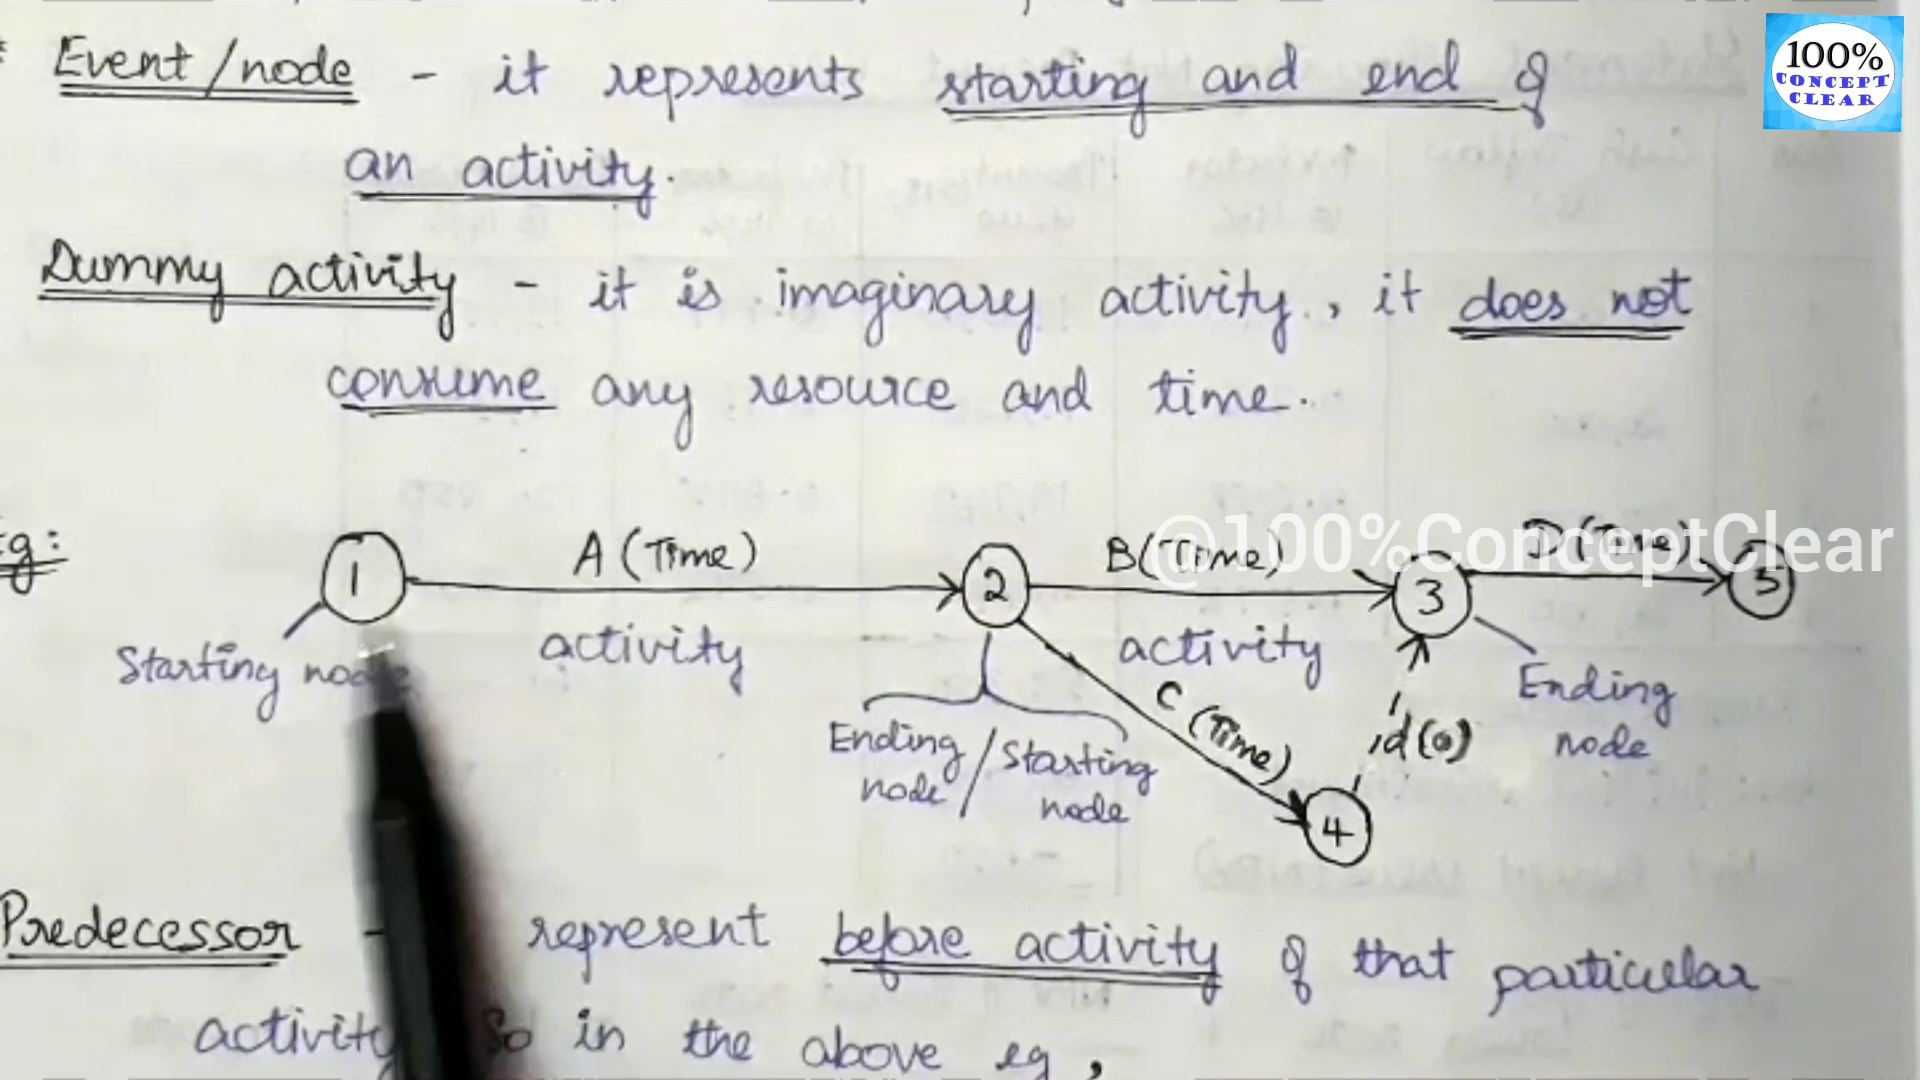 100%
CONCEPT
CLEAR
Event/node - it represents starting and end of
an activity.
Dummy activity - it is imaginary activity, it does not
consume any resource and time.
Eg:
1
A (Time)
2
B(Time)
3
D(Time)
5
@100%ConceptClear
Starting node
activity
activity
C (Time)
d(o)
4
Ending
node
Ending
node
/
Starting
node
Predecessor - represent before activity of that particular
activity So in the above eg,